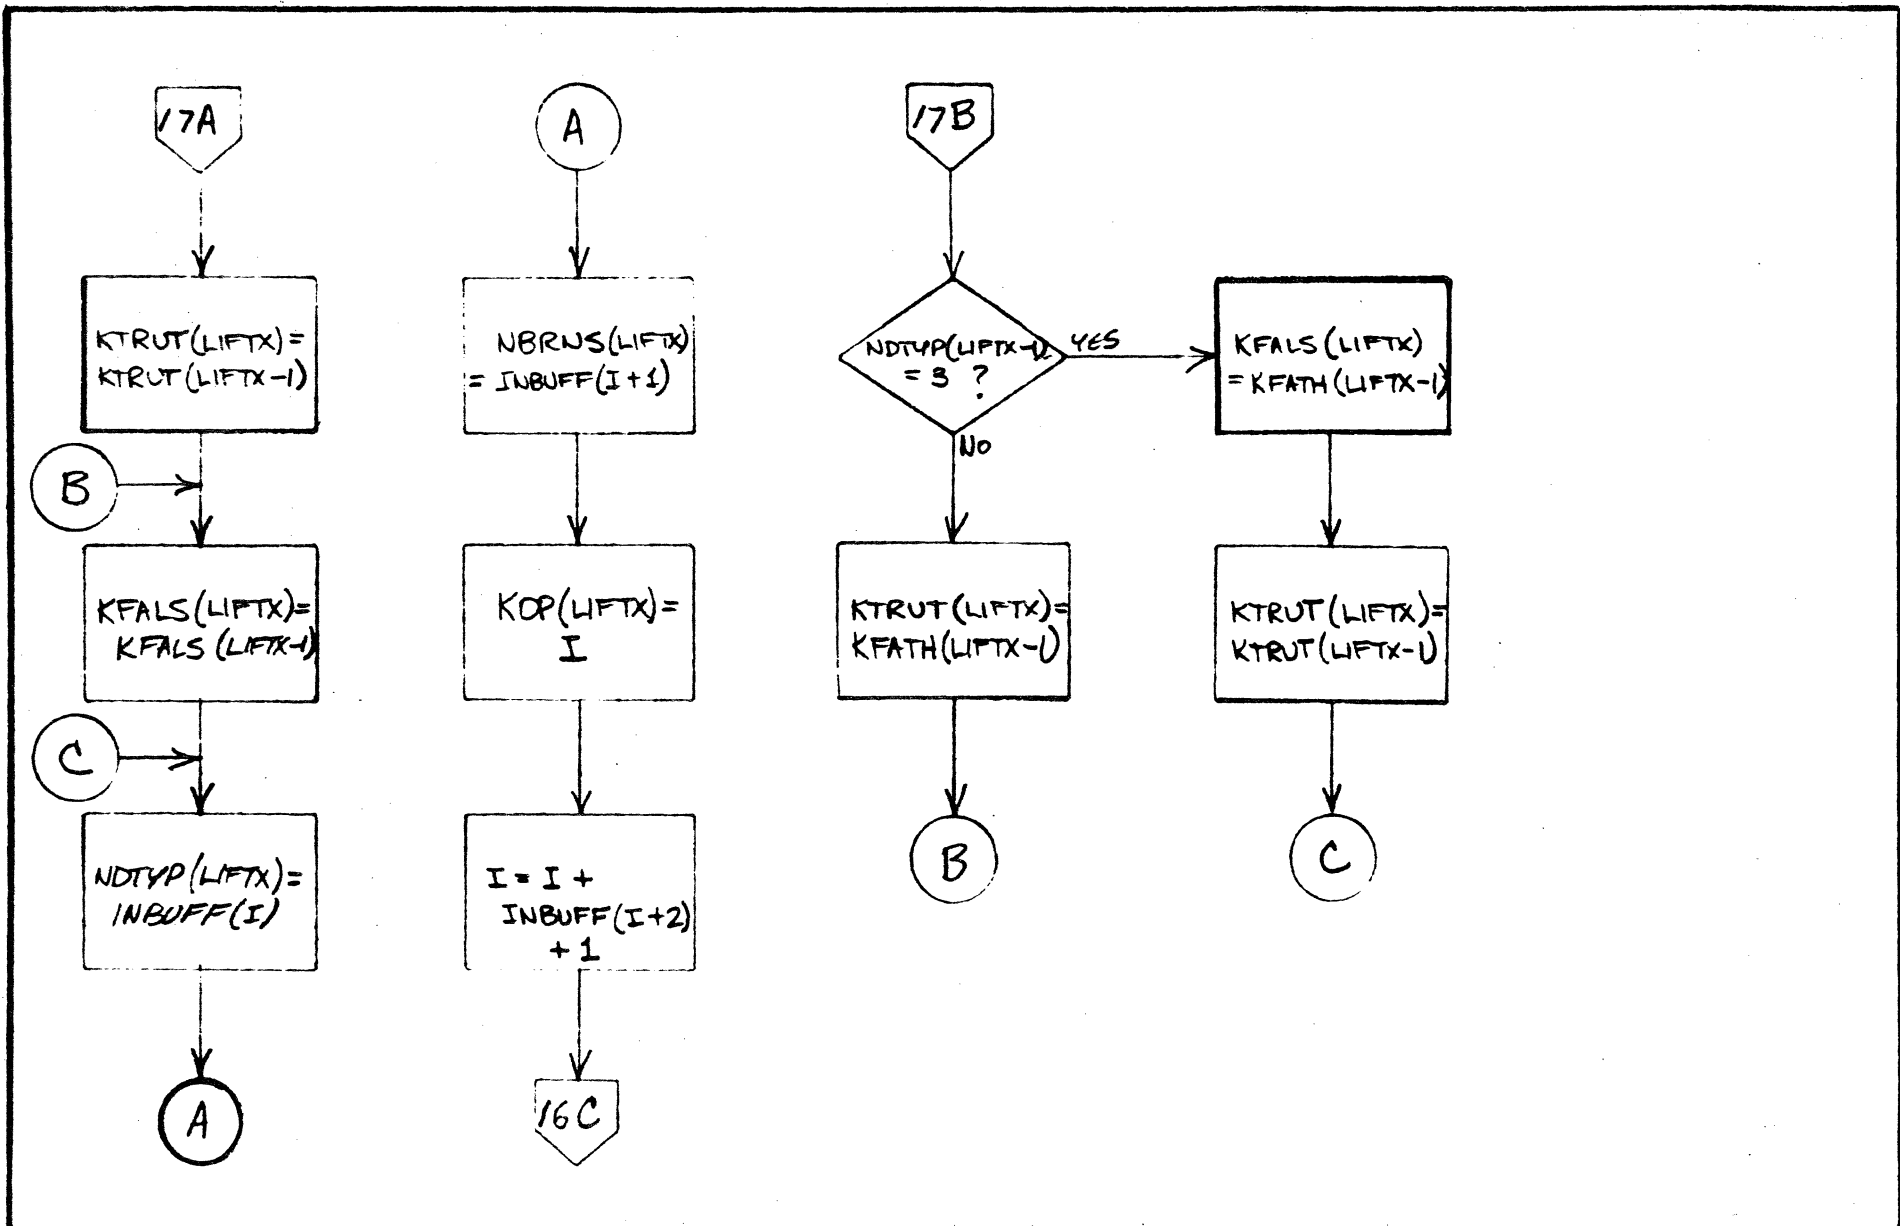 17A
KTRUT(LIFTX)=
KTRUT(LIFTX-1)
B
KFALS(LIFTX)=
KFALS(LIFTX-1)
C
NDTYP(LIFTX)=
INBUFF(I)
A
A
NBRNS(LIFTX)
= INBUFF(I+1)
KOP(LIFTX)=
I
I = I +
INBUFF(I+2)
+ 1
16C
17B
NDTYP(LIFTX-1)
= 3 ?
YES
NO
KTRUT(LIFTX)=
KFATH(LIFTX-1)
B
KFALS(LIFTX)
= KFATH(LIFTX-1)
KTRUT(LIFTX)=
KTRUT(LIFTX-1)
C